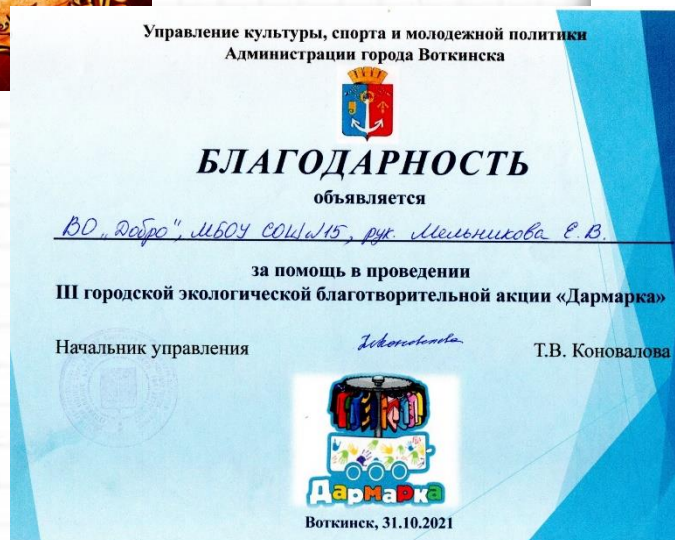 Управление культуры, спорта и молодежной политики
Администрации города Воткинска
БЛАГОДАРНОСТЬ
объявляется
ВО „Добро", МБОУ СОШ №15, рук. Мельникова Е.В.
за помощь в проведении
III городской экологической благотворительной акции «Дармарка»
Начальник управления
Т.В. Коновалова
ДармаРка
Воткинск, 31.10.2021